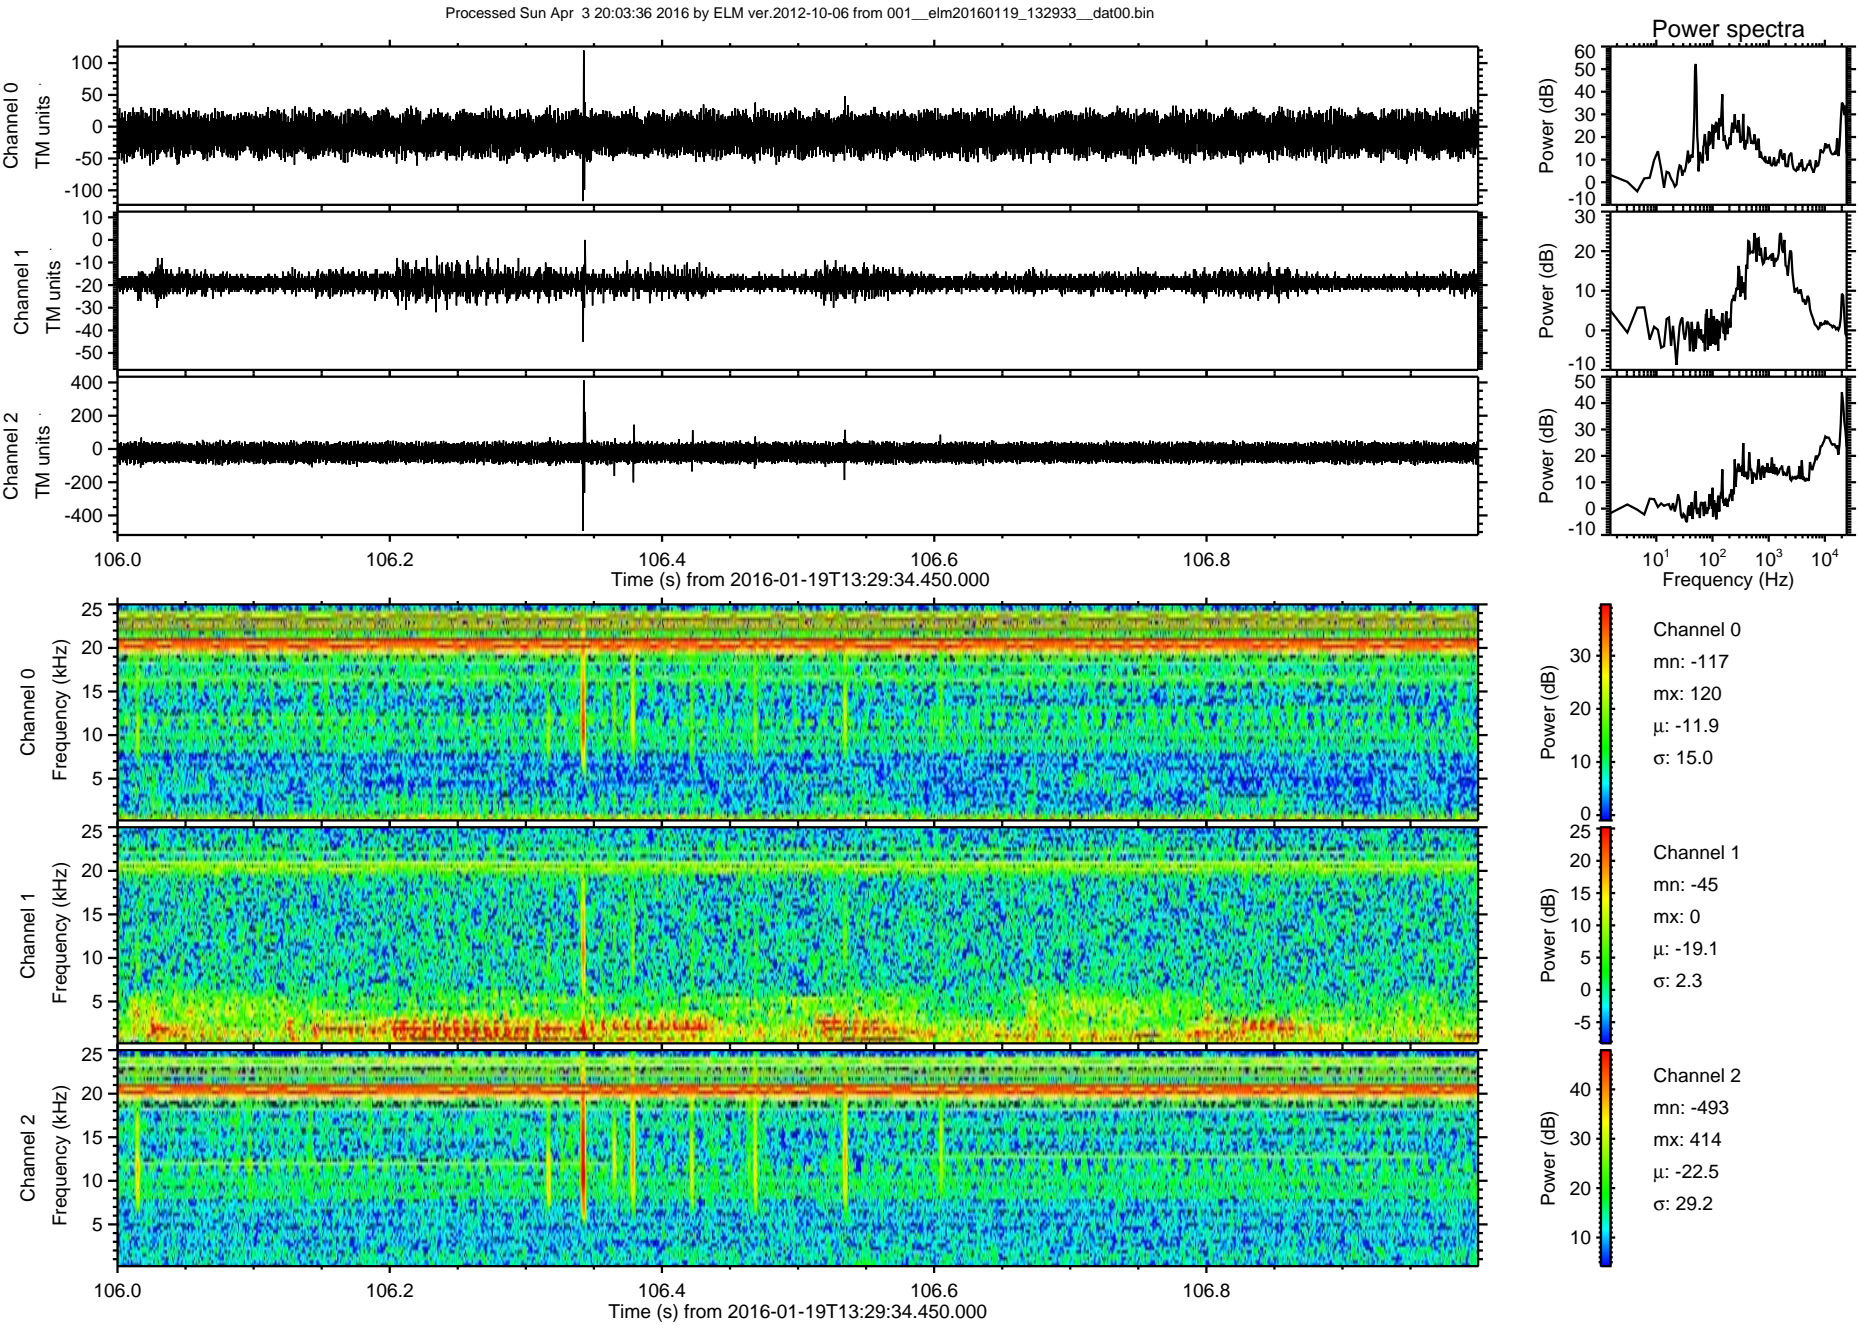 Processed Sun Apr  3 20:03:36 2016 by ELM ver.2012-10-06 from 001__elm20160119_132933__dat00.bin
Power spectra
Channel 0
TM units
100
50
0
-50
-100
Power (dB)
60
50
40
30
20
10
0
-10
Channel 1
TM units
10
0
-10
-20
-30
-40
-50
Power (dB)
30
20
10
0
-10
Channel 2
TM units
400
200
0
-200
-400
Power (dB)
50
40
30
20
10
0
-10
106.0 106.2 106.4 106.6 106.8
Time (s) from 2016-01-19T13:29:34.450.000
10¹ 10² 10³ 10⁴
Frequency (Hz)
Channel 0
Frequency (kHz)
25
20
15
10
5
Power (dB)
30
20
10
0
Channel 0
mn: -117
mx: 120
μ: -11.9
σ: 15.0
Channel 1
Frequency (kHz)
25
20
15
10
5
Power (dB)
25
20
15
10
5
0
-5
Channel 1
mn: -45
mx: 0
μ: -19.1
σ: 2.3
Channel 2
Frequency (kHz)
25
20
15
10
5
Power (dB)
40
30
20
10
Channel 2
mn: -493
mx: 414
μ: -22.5
σ: 29.2
106.0 106.2 106.4 106.6 106.8
Time (s) from 2016-01-19T13:29:34.450.000